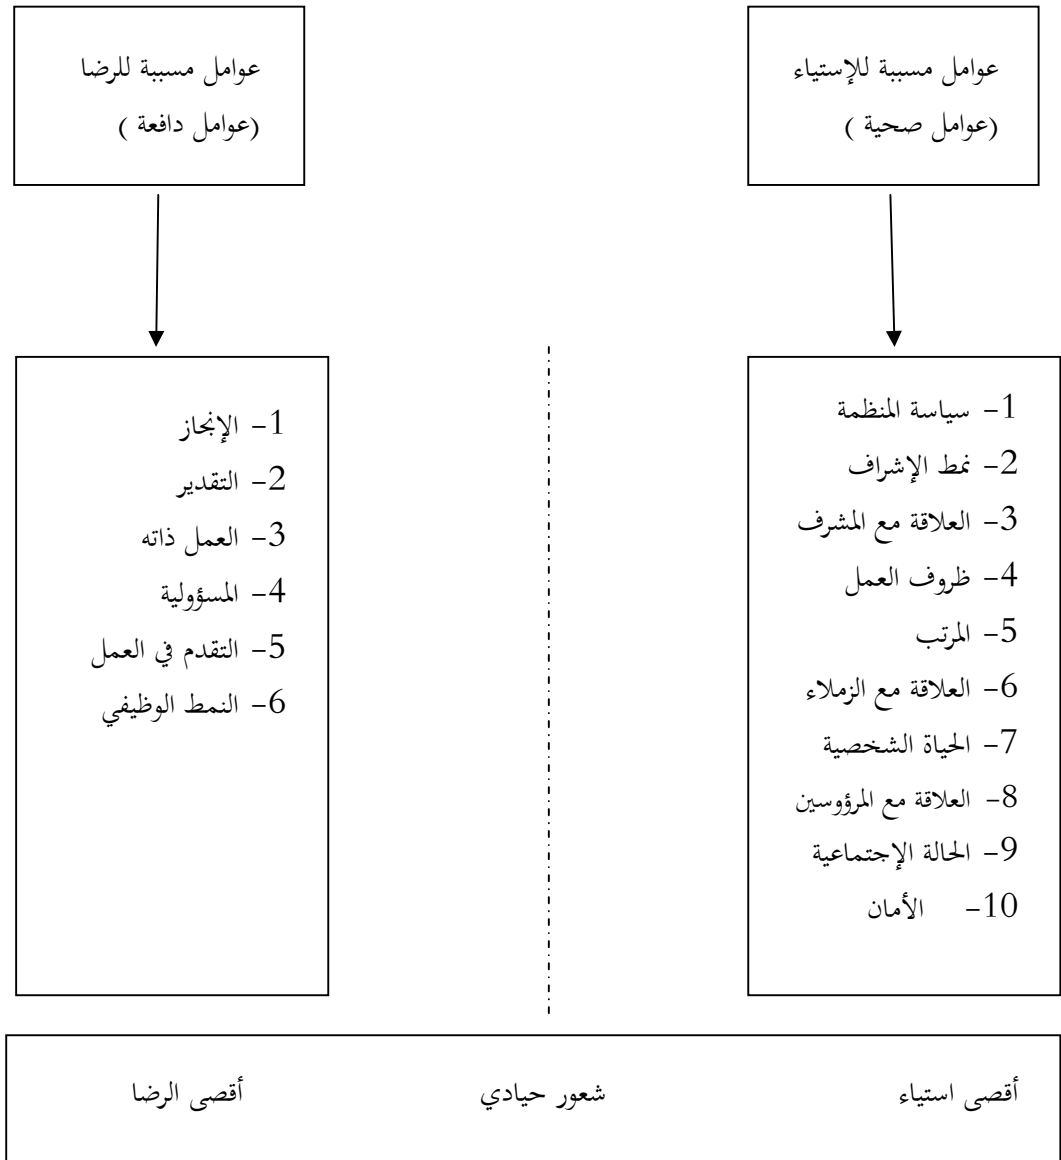 عوامل مسببة للإستياء
(عوامل صحية )
عوامل مسببة للرضا
(عوامل دافعة )
1- سياسة المنظمة
2- نمط الإشراف
3- العلاقة مع المشرف
4- ظروف العمل
5- المرتب
6- العلاقة مع الزملاء
7- الحياة الشخصية
8- العلاقة مع المرؤوسين
9- الحالة الإجتماعية
10- الأمان
1- الإنجاز
2- التقدير
3- العمل ذاته
4- المسؤولية
5- التقدم في العمل
6- النمط الوظيفي
أقصى استياء شعور حيادي أقصى الرضا